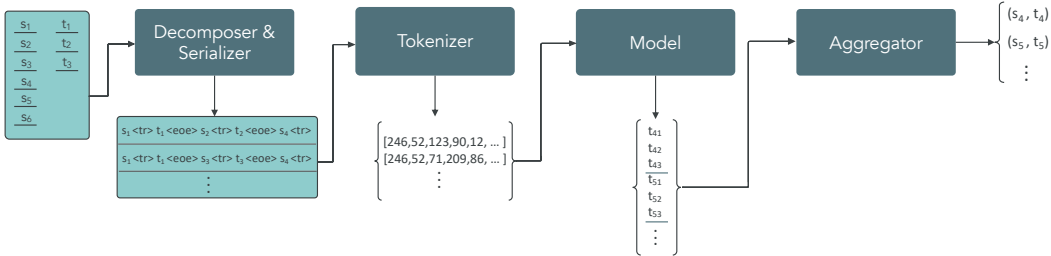 s₁ t₁
s₂ t₂
s₃ t₃
s₄
s₅
s₆
Decomposer &
Serializer
s₁ <tr> t₁ <eoe> s₂ <tr> t₂ <eoe> s₄ <tr>
s₁ <tr> t₁ <eoe> s₃ <tr> t₃ <eoe> s₄ <tr>
⋮
Tokenizer
[246,52,123,90,12, ... ]
[246,52,71,209,86, ... ]
⋮
Model
t₄₁
t₄₂
t₄₃
t₅₁
t₅₂
t₅₃
⋮
Aggregator
(s₄, t₄)
(s₅, t₅)
⋮